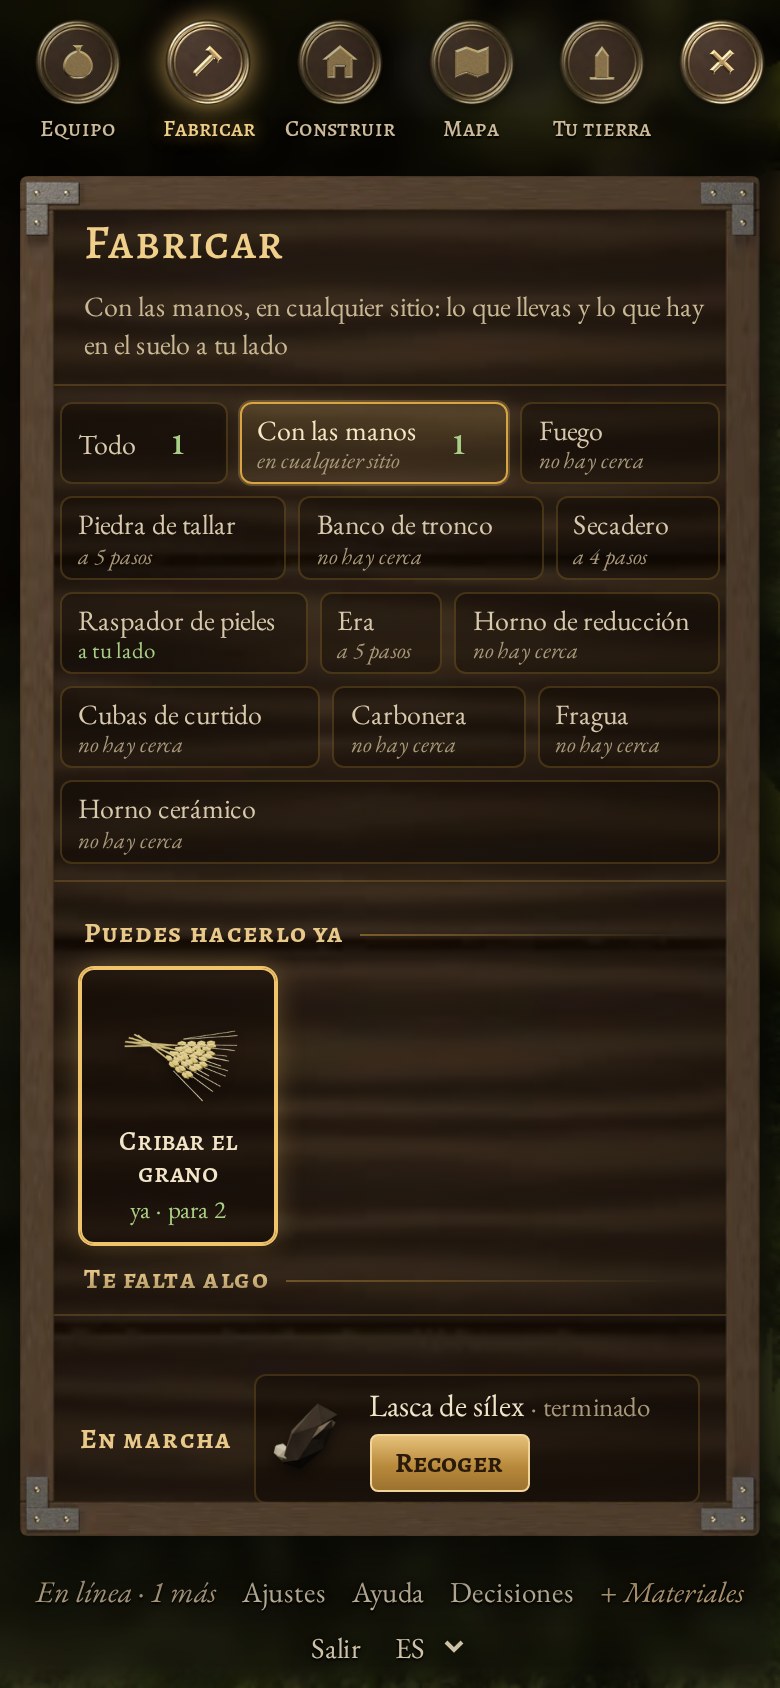 Equipo Fabricar Construir Mapa Tu tierra
Fabricar
Con las manos, en cualquier sitio: lo que llevas y lo que hay
en el suelo a tu lado
Todo 1
Con las manos 1
en cualquier sitio
Fuego
no hay cerca
Piedra de tallar
a 5 pasos
Banco de tronco
no hay cerca
Secadero
a 4 pasos
Raspador de pieles
a tu lado
Era
a 5 pasos
Horno de reducción
no hay cerca
Cubas de curtido
no hay cerca
Carbonera
no hay cerca
Fragua
no hay cerca
Horno cerámico
no hay cerca
Puedes hacerlo ya
Cribar el
grano
ya · para 2
Te falta algo
En marcha
Lasca de sílex · terminado
Recoger
En línea · 1 más Ajustes Ayuda Decisiones + Materiales
Salir ES